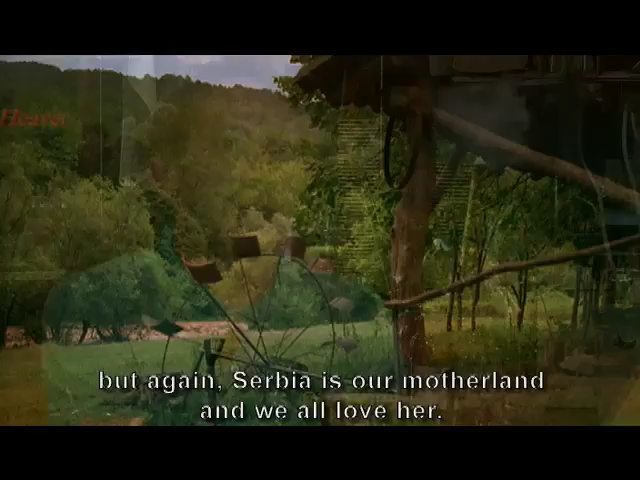 but again, Serbia is our motherland
and we all love her.